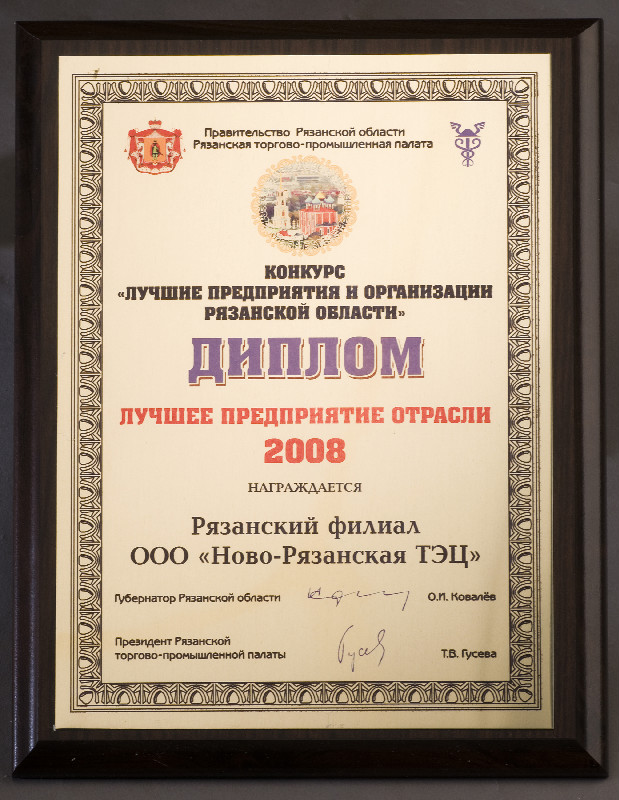 Правительство Рязанской области
Рязанская торгово-промышленная палата
КОНКУРС
«ЛУЧШИЕ ПРЕДПРИЯТИЯ И ОРГАНИЗАЦИИ
РЯЗАНСКОЙ ОБЛАСТИ»
ДИПЛОМ
ЛУЧШЕЕ ПРЕДПРИЯТИЕ ОТРАСЛИ
2008
НАГРАЖДАЕТСЯ
Рязанский филиал
ООО «Ново-Рязанская ТЭЦ»
Губернатор Рязанской области О.И. Ковалёв
Президент Рязанской
торгово-промышленной палаты Т.В. Гусева